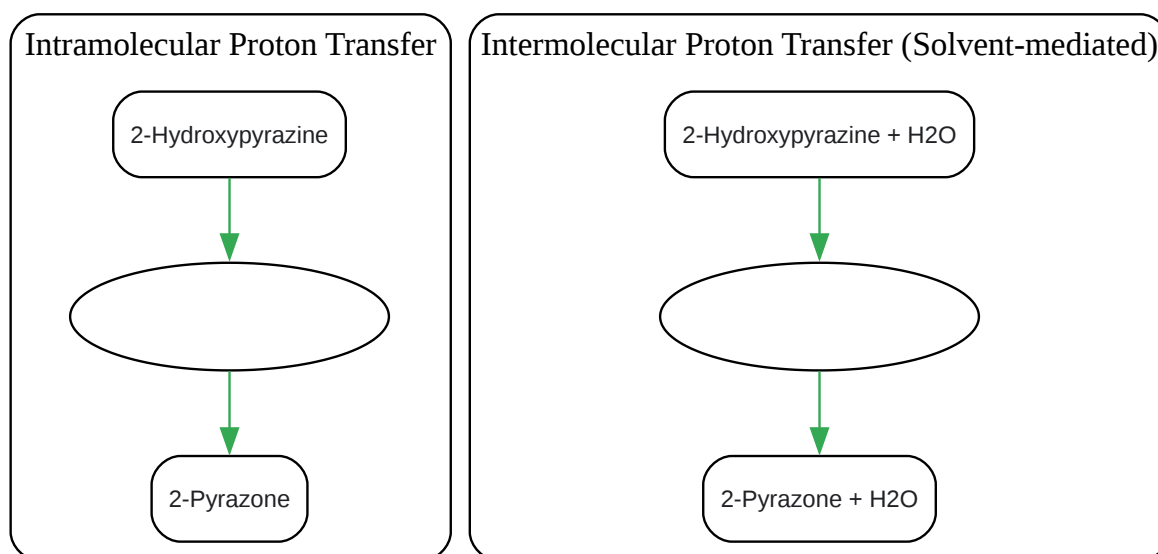 Intramolecular Proton Transfer
2-Hydroxypyrazine
2-Pyrazone
Intermolecular Proton Transfer (Solvent-mediated)
2-Hydroxypyrazine + H2O
2-Pyrazone + H2O